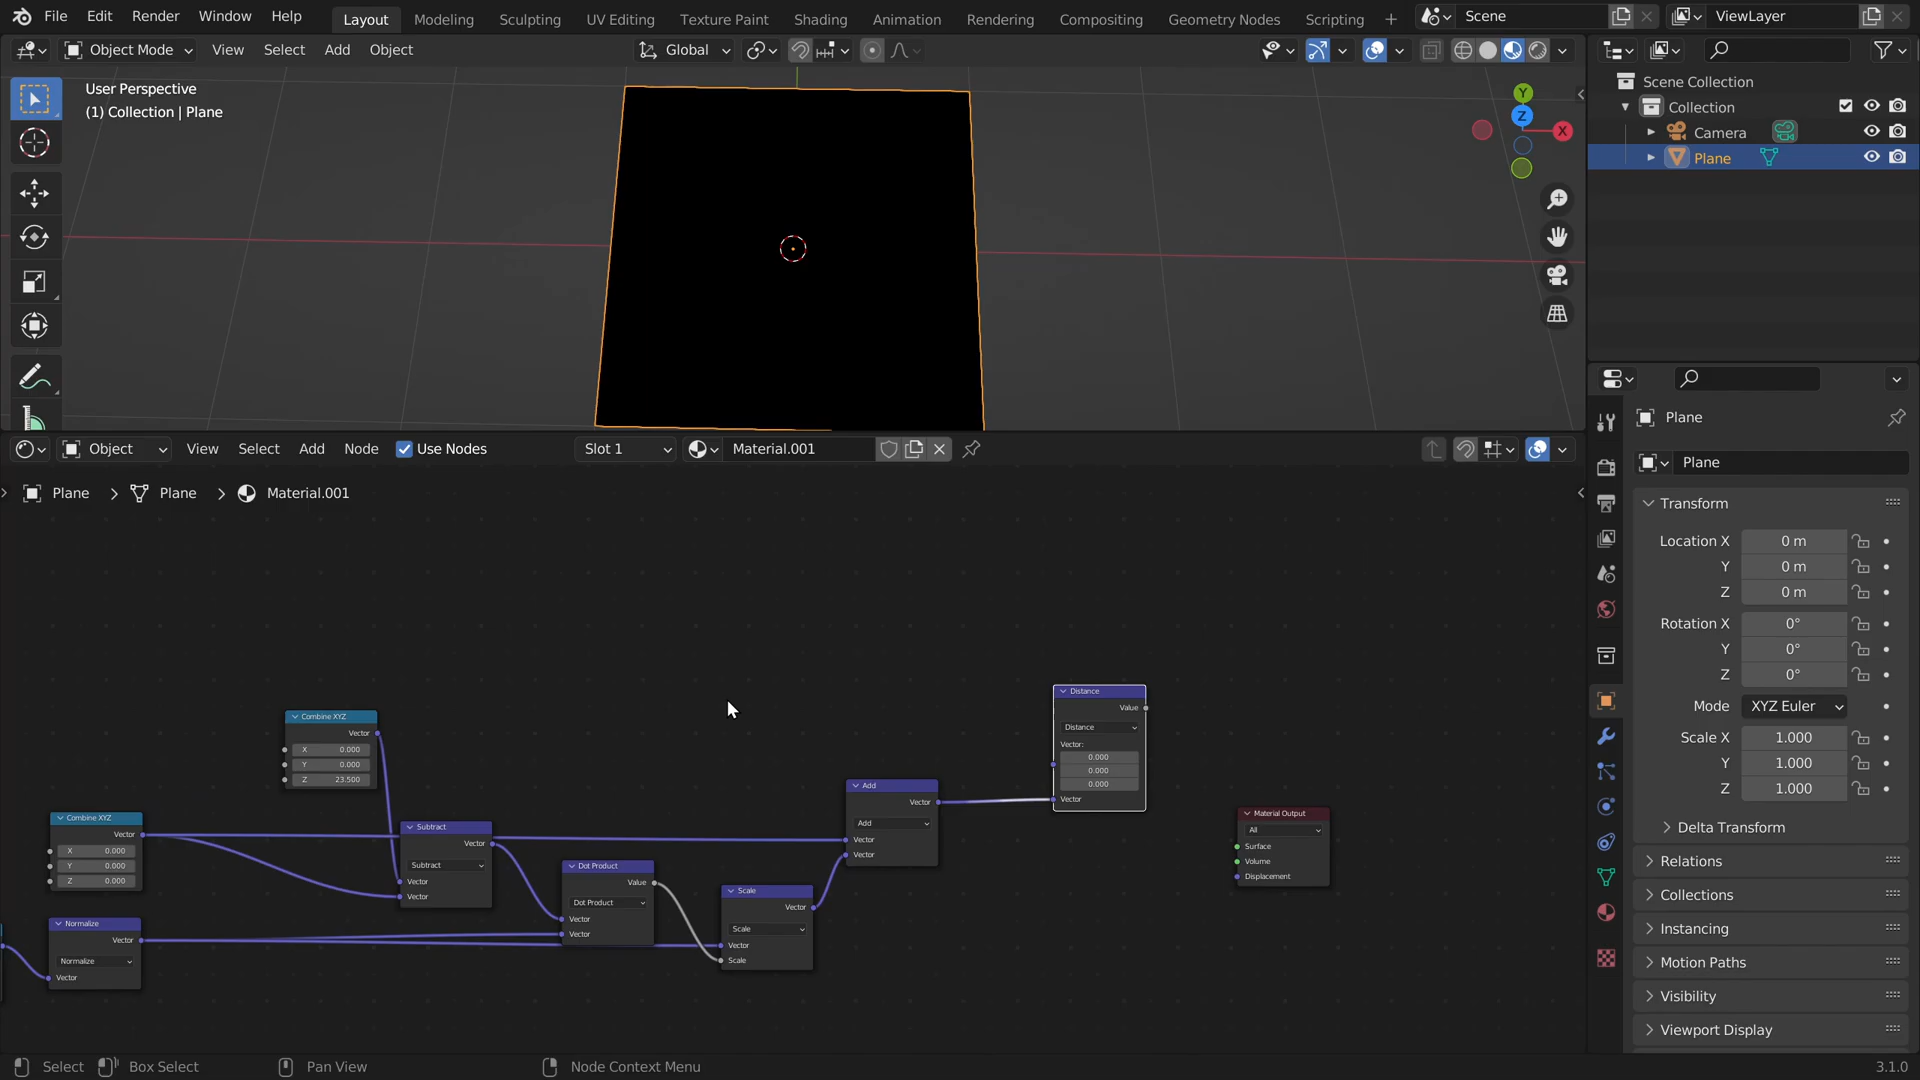 File Edit Render Window Help Layout Modeling Sculpting UV Editing Texture Paint Shading Animation Rendering Compositing Geometry Nodes Scripting + Scene ViewLayer
Object Mode View Select Add Object Global
User Perspective
(1) Collection | Plane
Y
Z
X
Scene Collection
Collection
Camera
Plane
Object View Select Add Node Use Nodes Slot 1 Material.001
Plane > Plane > Material.001
Combine XYZ
Vector
X 0.000
Y 0.000
Z 23.500
Combine XYZ
Vector
X 0.000
Y 0.000
Z 0.000
Normalize
Vector
Normalize
Vector
Subtract
Vector
Subtract
Vector
Vector
Dot Product
Value
Dot Product
Vector
Vector
Scale
Vector
Scale
Vector
Scale
Add
Vector
Add
Vector
Vector
Distance
Value
Distance
Vector:
0.000
0.000
0.000
Vector
Material Output
All
Surface
Volume
Displacement
Plane
Plane
Transform
Location X 0 m
Y 0 m
Z 0 m
Rotation X 0°
Y 0°
Z 0°
Mode XYZ Euler
Scale X 1.000
Y 1.000
Z 1.000
Delta Transform
Relations
Collections
Instancing
Motion Paths
Visibility
Viewport Display
Select Box Select Pan View Node Context Menu 3.1.0